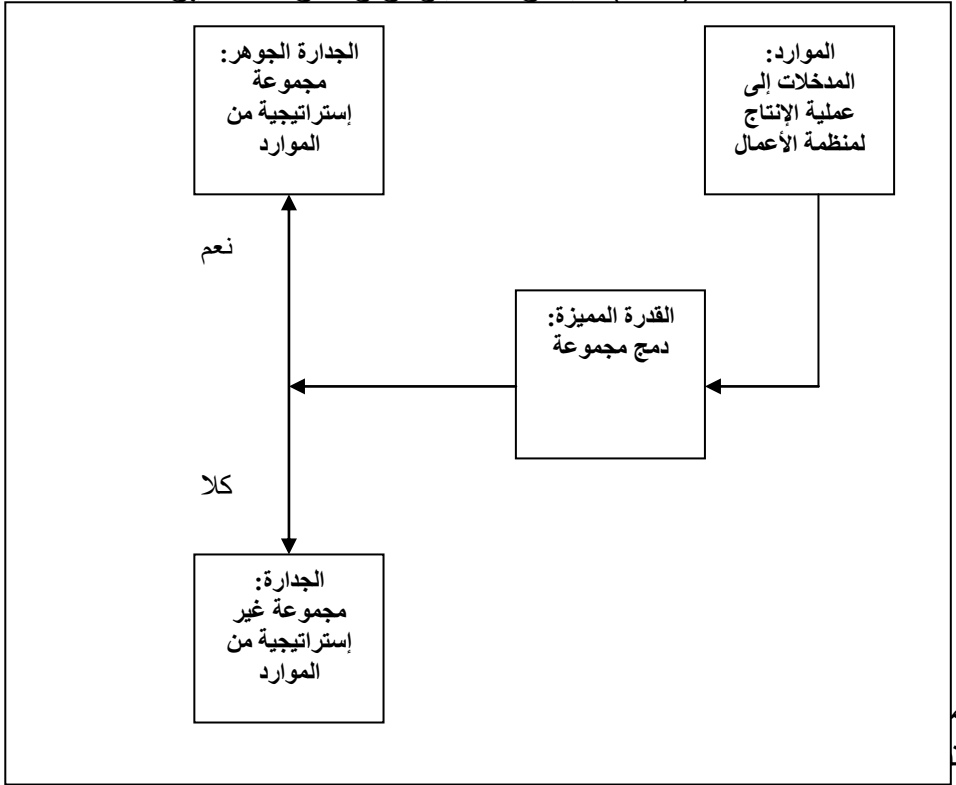 الموارد:
المدخلات إلى
عملية الإنتاج
لمنظمة الأعمال
الجدارة الجوهر:
مجموعة
إستراتيجية من
الموارد
نعم
القدرة المميزة:
دمج مجموعة
كلا
الجدارة:
مجموعة غير
إستراتيجية من
الموارد